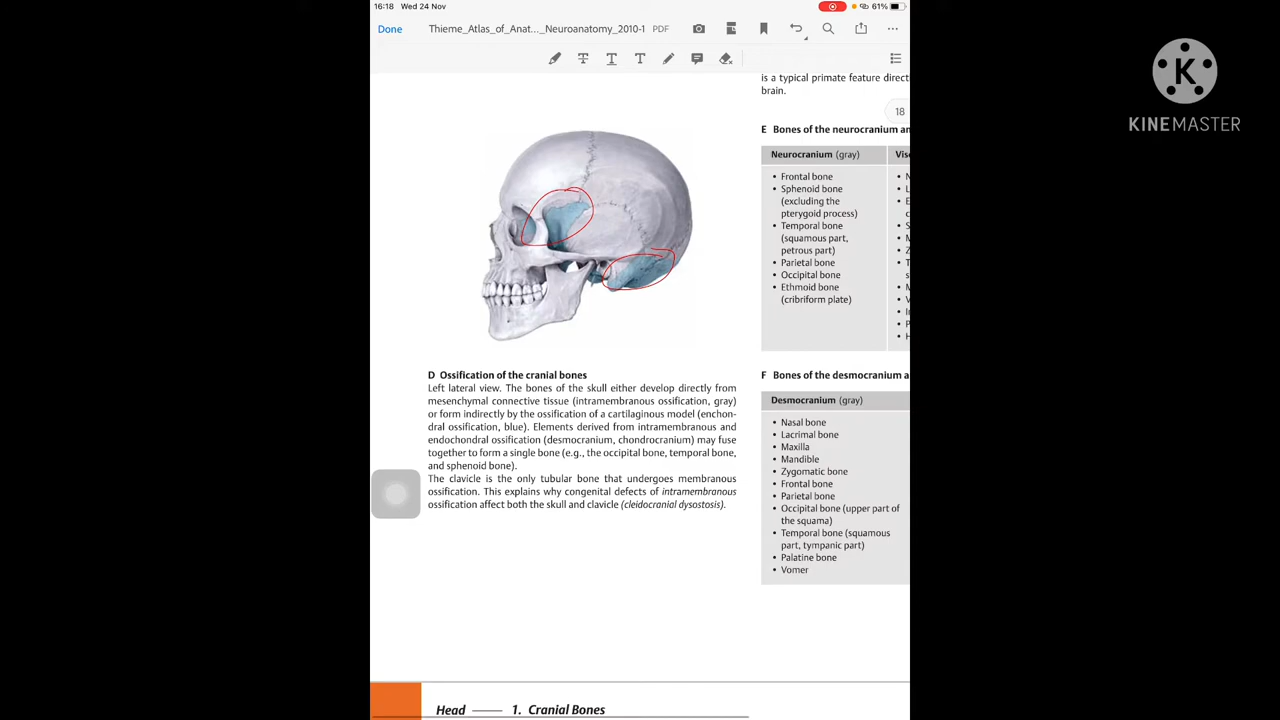 16:18 Wed 24 Nov
61%
Done
Thieme_Atlas_of_Anat..._Neuroanatomy_2010-1 PDF
KINEMASTER
is a typical primate feature direct
brain.
18
E Bones of the neurocranium an
Neurocranium (gray)
Visc
• Frontal bone
• Sphenoid bone
(excluding the
pterygoid process)
• Temporal bone
(squamous part,
petrous part)
• Parietal bone
• Occipital bone
• Ethmoid bone
(cribriform plate)
D Ossification of the cranial bones
Left lateral view. The bones of the skull either develop directly from
mesenchymal connective tissue (intramembranous ossification, gray)
or form indirectly by the ossification of a cartilaginous model (enchon-
dral ossification, blue). Elements derived from intramembranous and
endochondral ossification (desmocranium, chondrocranium) may fuse
together to form a single bone (e.g., the occipital bone, temporal bone,
and sphenoid bone).
The clavicle is the only tubular bone that undergoes membranous
ossification. This explains why congenital defects of intramembranous
ossification affect both the skull and clavicle (cleidocranial dysostosis).
F Bones of the desmocranium a
Desmocranium (gray)
• Nasal bone
• Lacrimal bone
• Maxilla
• Mandible
• Zygomatic bone
• Frontal bone
• Parietal bone
• Occipital bone (upper part of
the squama)
• Temporal bone (squamous
part, tympanic part)
• Palatine bone
• Vomer
Head — 1. Cranial Bones